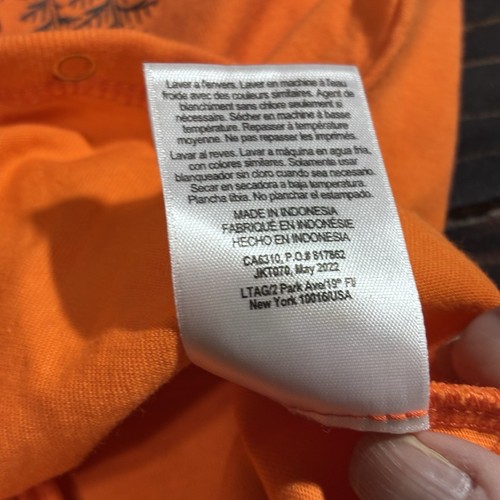 Laver à l'envers. Laver en machine à l'eau
froide avec des couleurs similaires. Agent de
blanchiment sans chlore seulement si
nécessaire. Sécher en machine à basse
température. Repasser à température
moyenne. Ne pas repasser les imprimés.
Lavar al reves. Lavar a máquina en agua fria,
con colores similares. Solamente usar
blanqueador sin cloro cuando sea necesario.
Secar en secadora a baja temperatura.
Plancha tibia. No planchar el estampado.
MADE IN INDONESIA
FABRIQUÉ EN INDONÉSIE
HECHO EN INDONESIA
CA6310, P.O.# 817862
JKT070, May 2022
LTAG/2 Park Ave/19th Fl/
New York 10016/USA